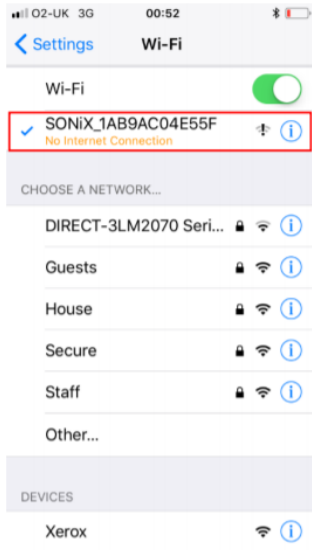 O2-UK 3G 00:52
Settings Wi-Fi
Wi-Fi
SONiX_1AB9AC04E55F
No Internet Connection
CHOOSE A NETWORK...
DIRECT-3LM2070 Seri...
Guests
House
Secure
Staff
Other...
DEVICES
Xerox